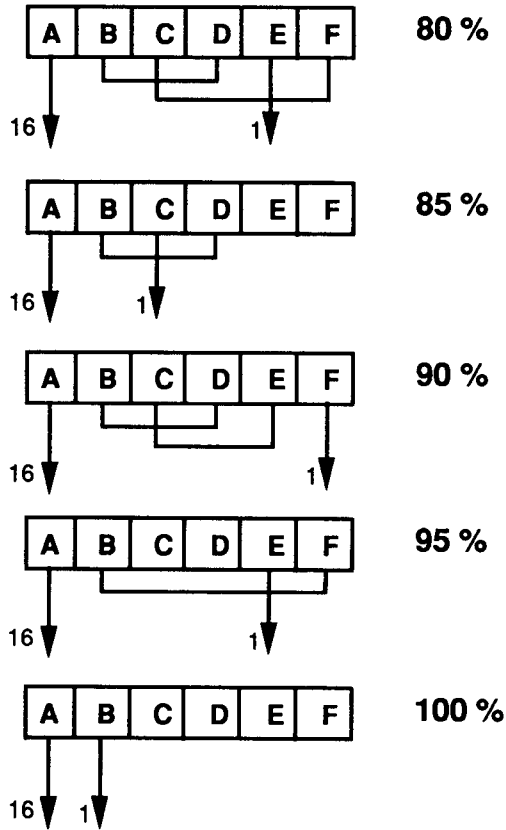 A B C D E F 80 %
16 1
A B C D E F 85 %
16 1
A B C D E F 90 %
16 1
A B C D E F 95 %
16 1
A B C D E F 100 %
16 1